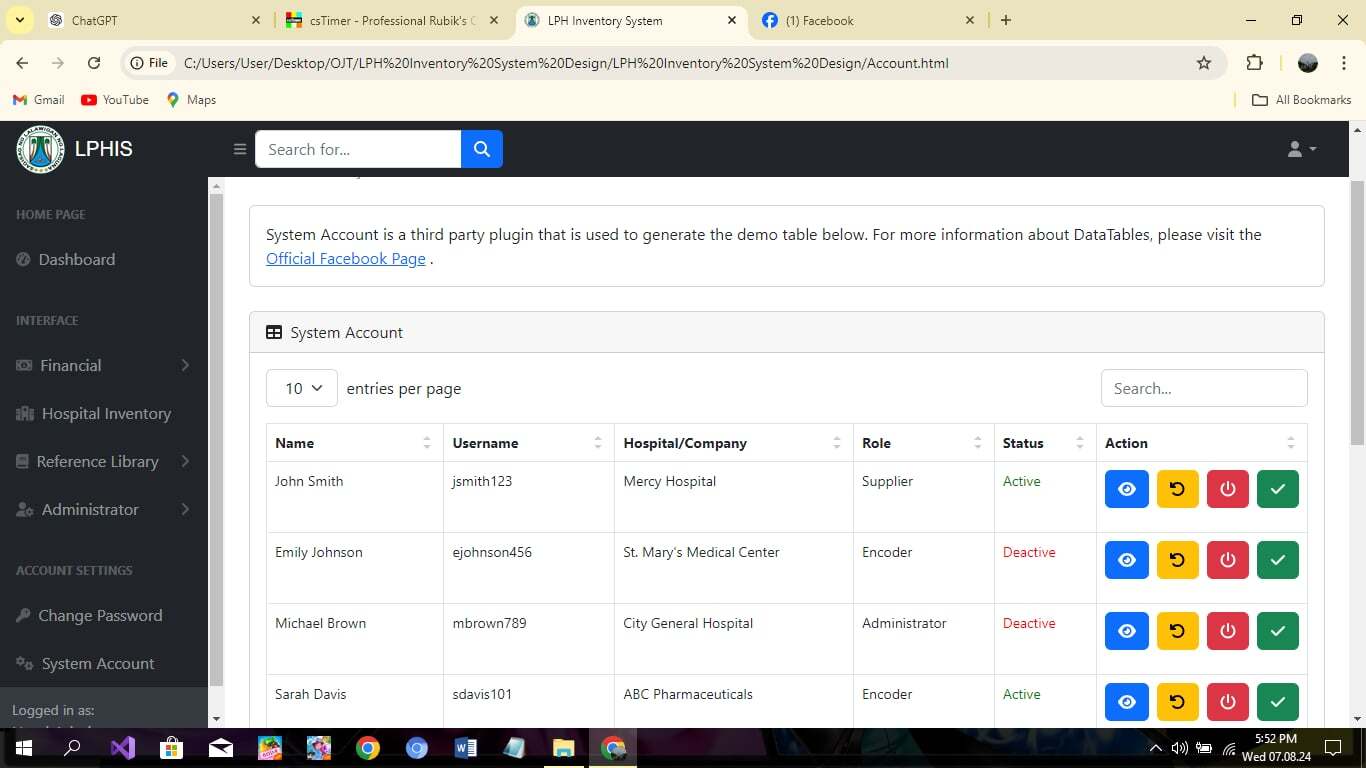 ChatGPT
csTimer - Professional Rubik's C
LPH Inventory System
(1) Facebook
File
C:/Users/User/Desktop/OJT/LPH%20Inventory%20System%20Design/LPH%20Inventory%20System%20Design/Account.html
Gmail
YouTube
Maps
All Bookmarks
LPHIS
Search for...
HOME PAGE
Dashboard
INTERFACE
Financial
Hospital Inventory
Reference Library
Administrator
ACCOUNT SETTINGS
Change Password
System Account
Logged in as:
System Account is a third party plugin that is used to generate the demo table below. For more information about DataTables, please visit the
Official Facebook Page .
System Account
10 entries per page
Search...
Name Username Hospital/Company Role Status Action
John Smith jsmith123 Mercy Hospital Supplier Active
Emily Johnson ejohnson456 St. Mary's Medical Center Encoder Deactive
Michael Brown mbrown789 City General Hospital Administrator Deactive
Sarah Davis sdavis101 ABC Pharmaceuticals Encoder Active
5:52 PM
Wed 07.08.24